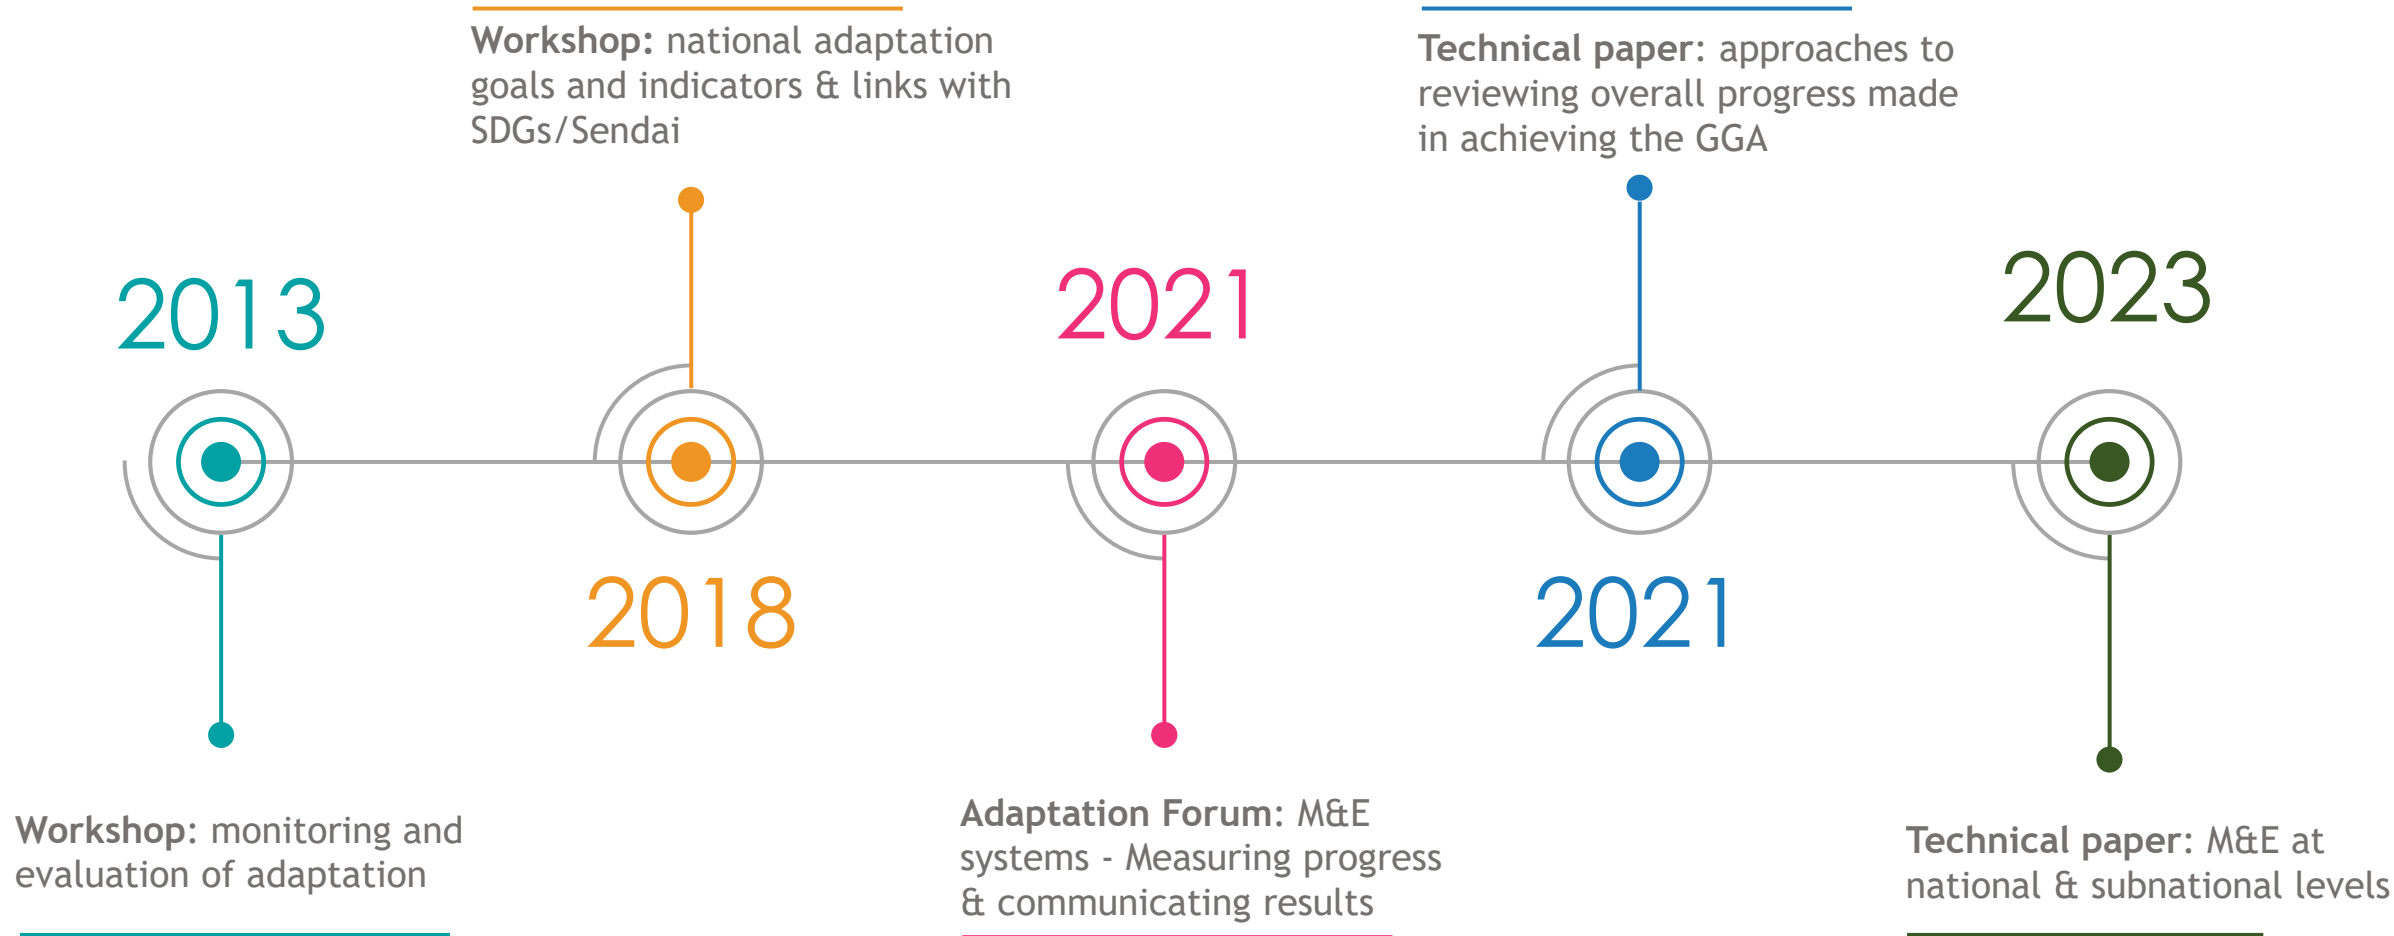 Workshop: national adaptation
goals and indicators & links with
SDGs/Sendai
Technical paper: approaches to
reviewing overall progress made
in achieving the GGA
2013
2021
2023
2018
2021
Workshop: monitoring and
evaluation of adaptation
Adaptation Forum: M&E
systems - Measuring progress
& communicating results
Technical paper: M&E at
national & subnational levels